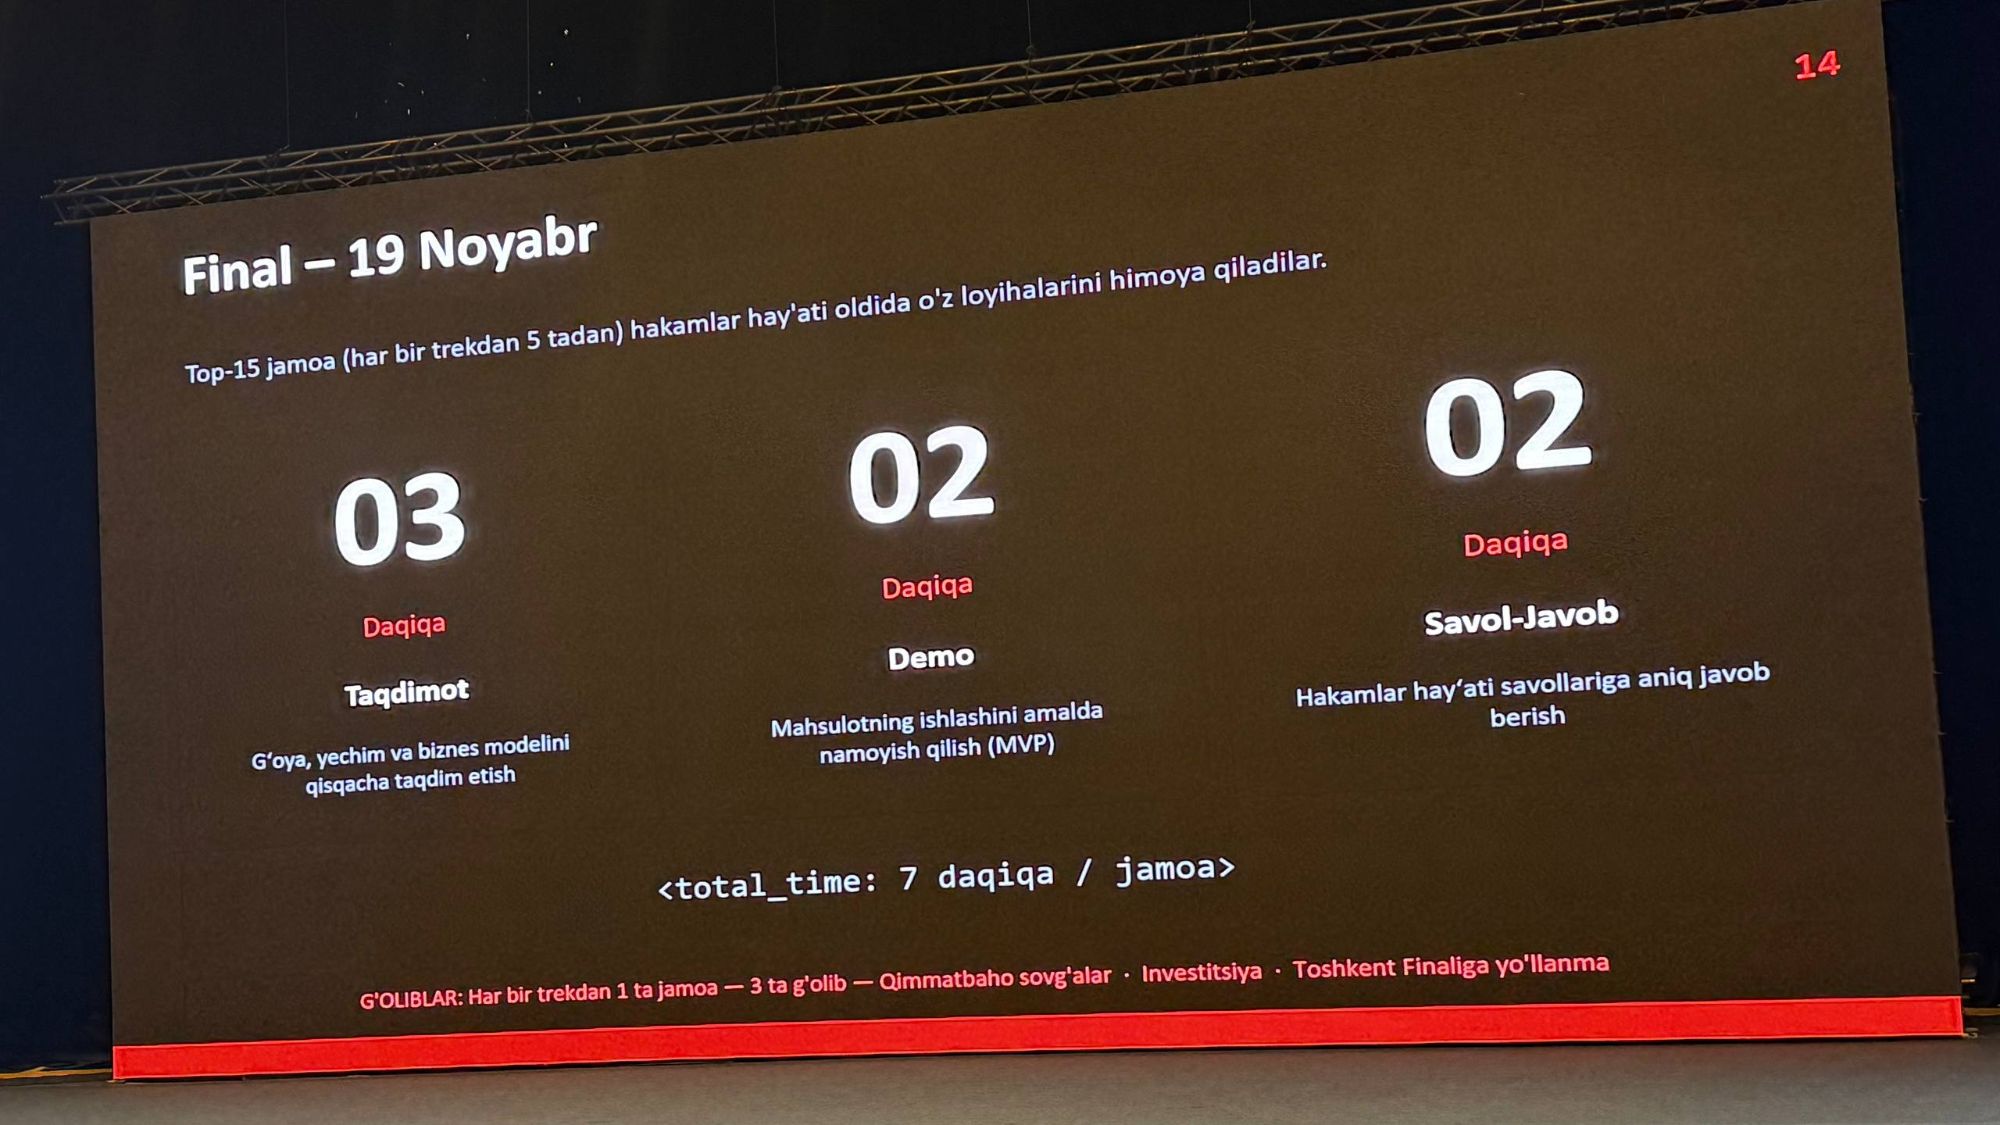 14
Final – 19 Noyabr
Top-15 jamoa (har bir trekdan 5 tadan) hakamlar hay'ati oldida o'z loyihalarini himoya qiladilar.
03
Daqiqa
Taqdimot
G‘oya, yechim va biznes modelini
qisqacha taqdim etish
02
Daqiqa
Demo
Mahsulotning ishlashini amalda
namoyish qilish (MVP)
02
Daqiqa
Savol-Javob
Hakamlar hay‘ati savollariga aniq javob
berish
<total_time: 7 daqiqa / jamoa>
G'OLIBLAR: Har bir trekdan 1 ta jamoa — 3 ta g'olib — Qimmatbaho sovg'alar · Investitsiya · Toshkent Finaliga yo'llanma